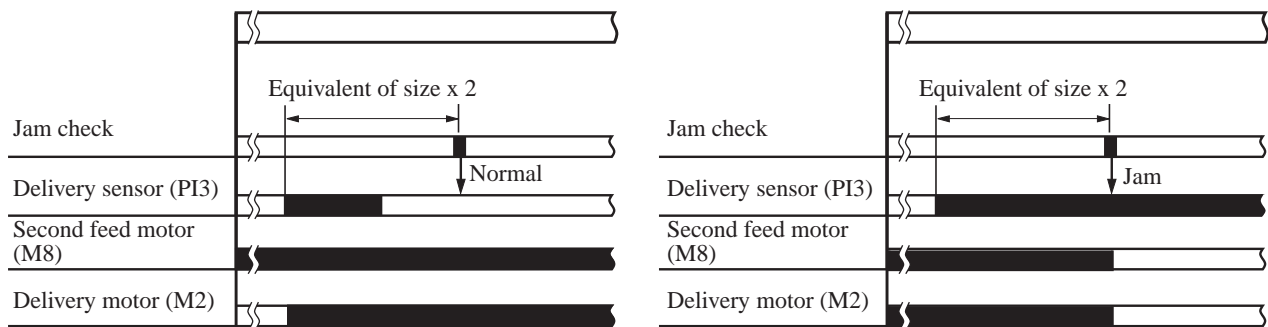 Equivalent of size x 2
Jam check
Normal
Delivery sensor (PI3)
Second feed motor
(M8)
Delivery motor (M2)
Equivalent of size x 2
Jam check
Jam
Delivery sensor (PI3)
Second feed motor
(M8)
Delivery motor (M2)